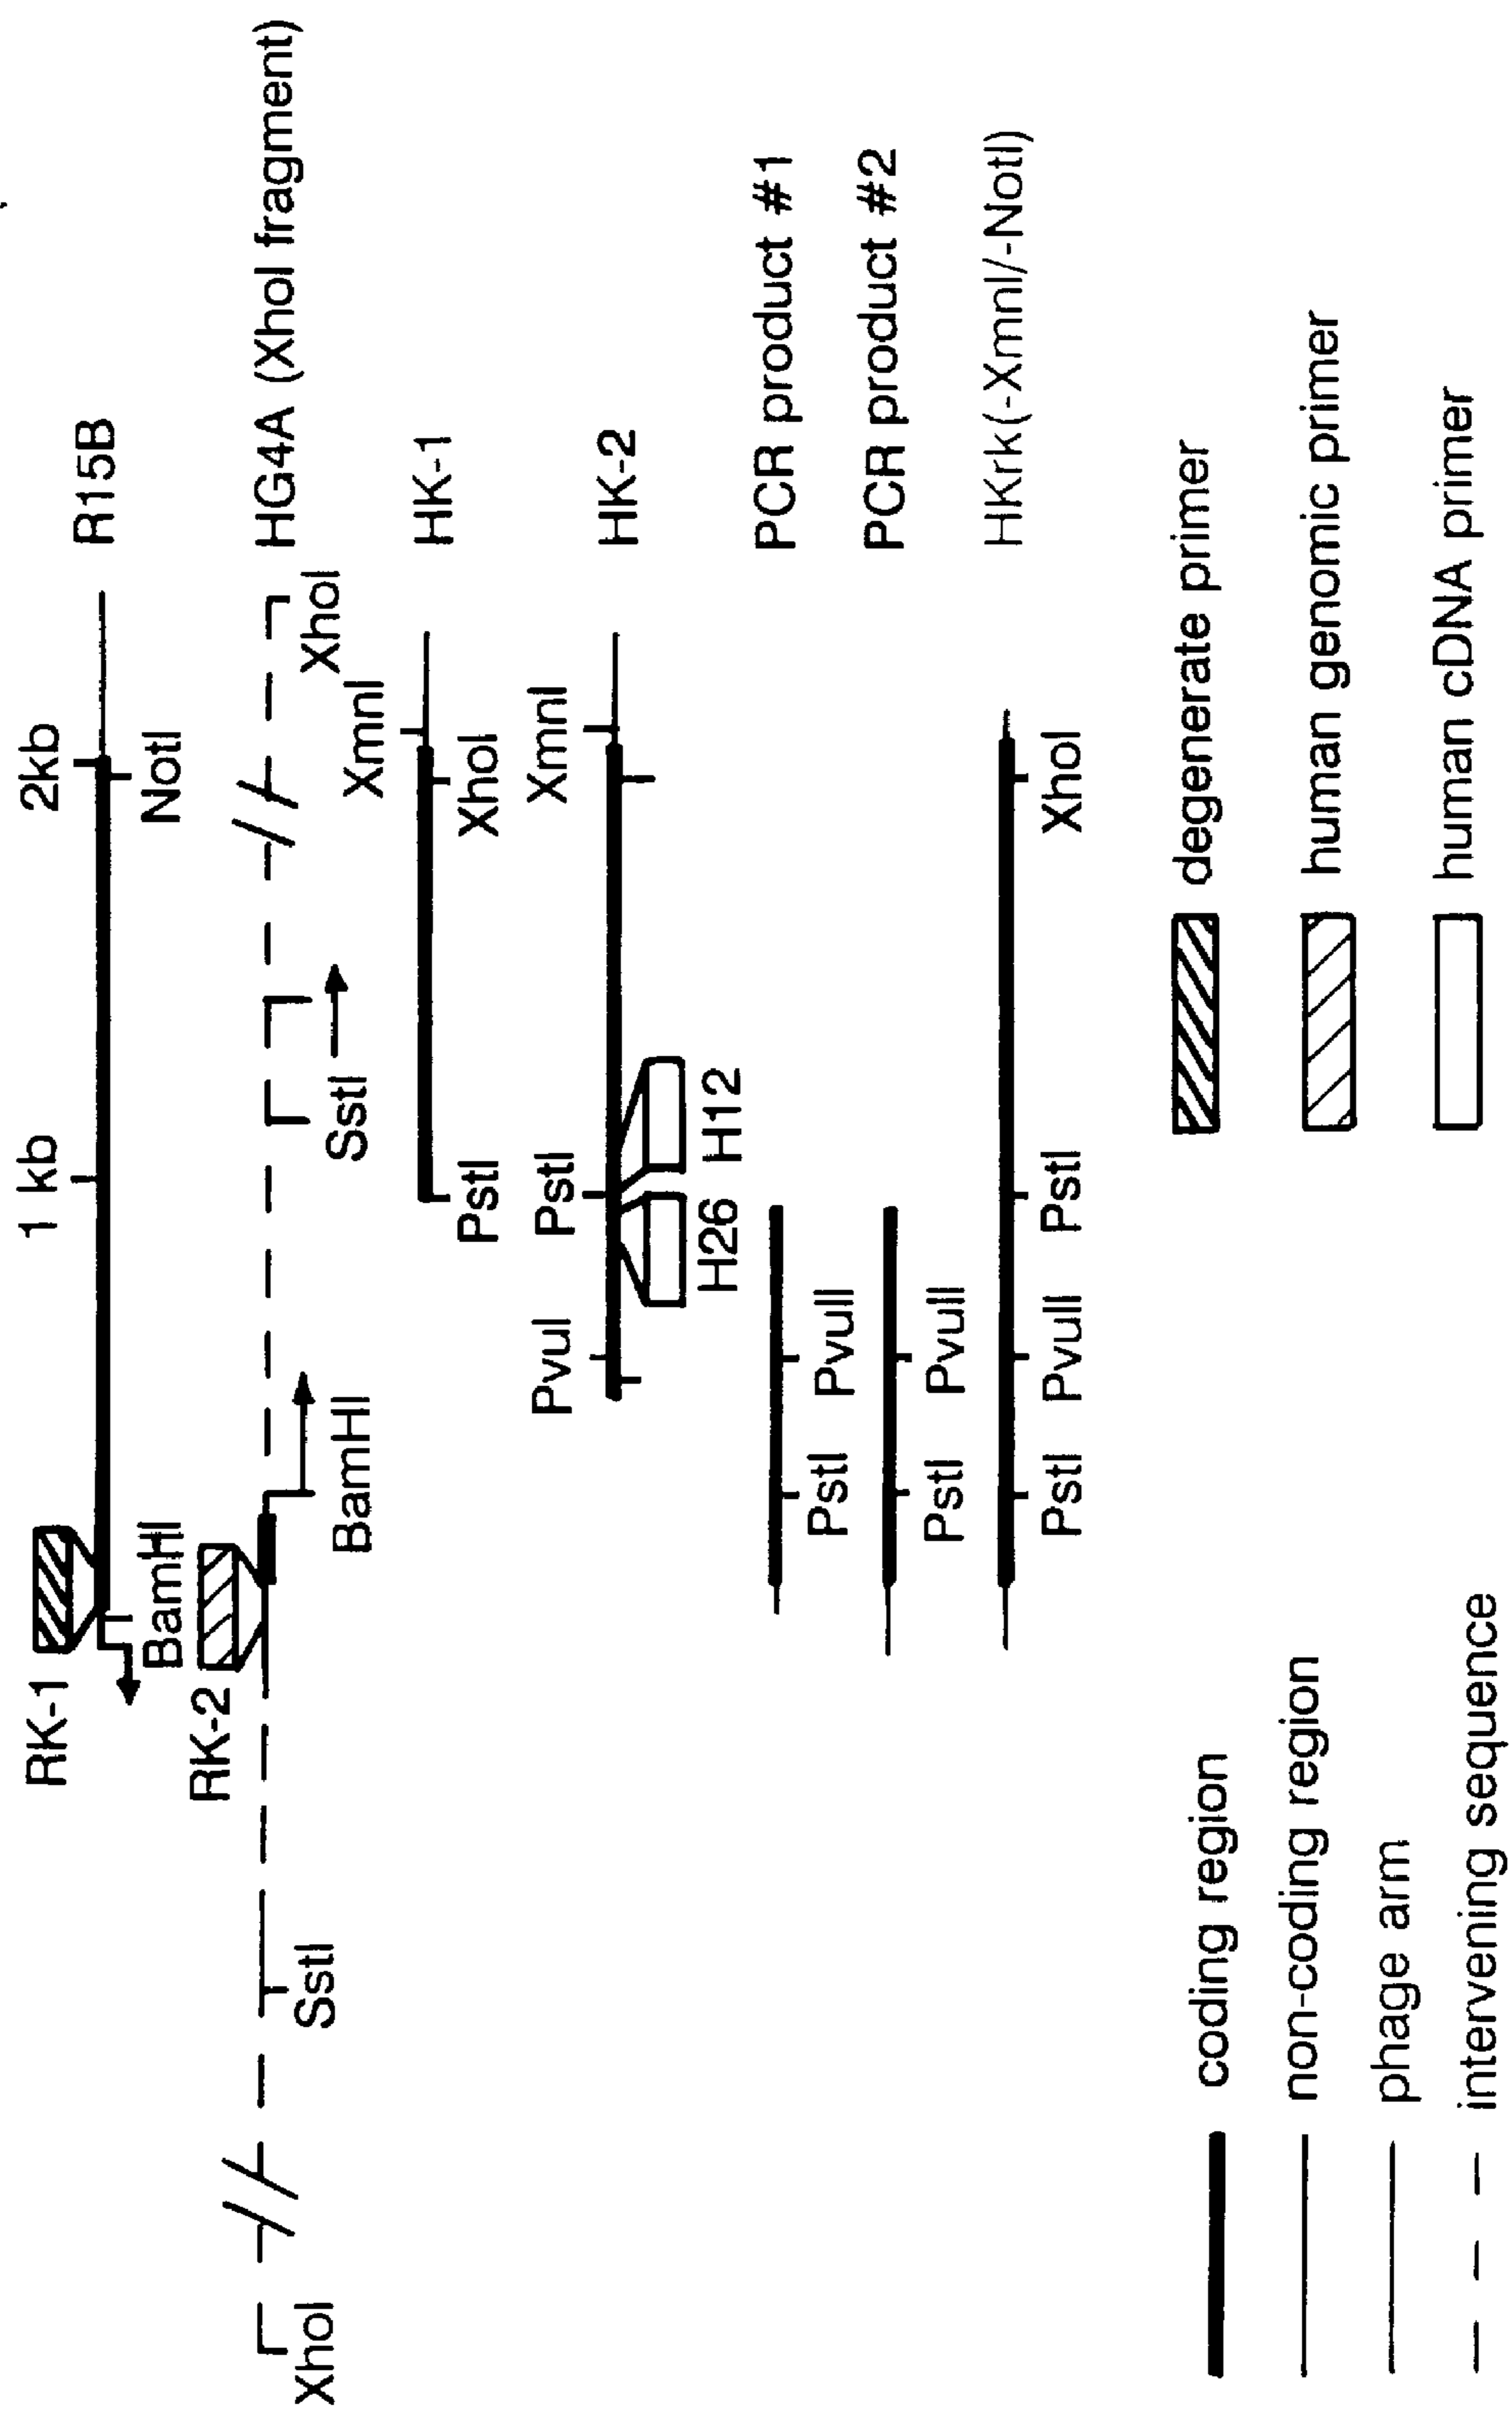 1 kb
2kb
RK-1
BamHI
NotI
R15B
RK-2
XhoI
SstI
BamHI
SstI
XhoI
HG4A (XhoI fragment)
XmnI
PstI
XhoI
HK-1
PvuI
PstI
XmnI
H26
H12
HK-2
PstI
PvuII
PCR product #1
PstI
PvuII
PCR product #2
PstI
PvuII
PstI
XhoI
HKrk(-XmnI/-NotI)
coding region
non-coding region
phage arm
intervening sequence
degenerate primer
human genomic primer
human cDNA primer